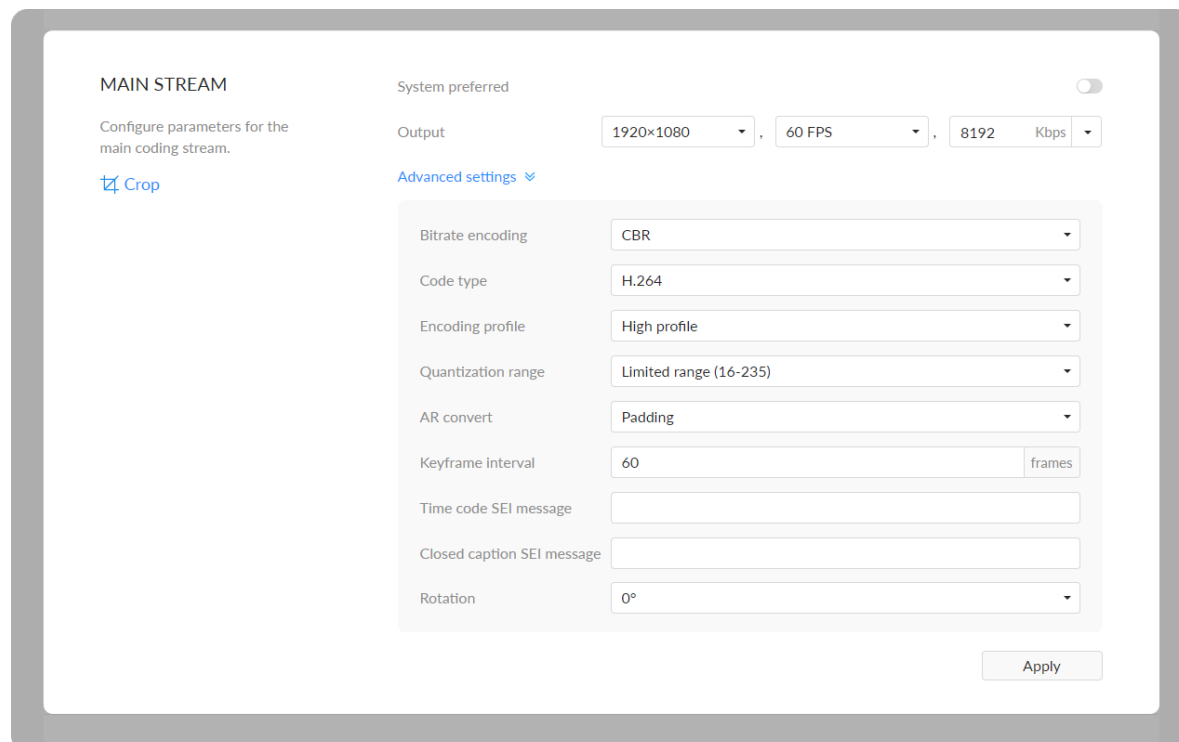 MAIN STREAM
Configure parameters for the
main coding stream.
Crop
System preferred
Output 1920×1080 , 60 FPS , 8192 Kbps
Advanced settings
Bitrate encoding CBR
Code type H.264
Encoding profile High profile
Quantization range Limited range (16-235)
AR convert Padding
Keyframe interval 60 frames
Time code SEI message
Closed caption SEI message
Rotation 0°
Apply